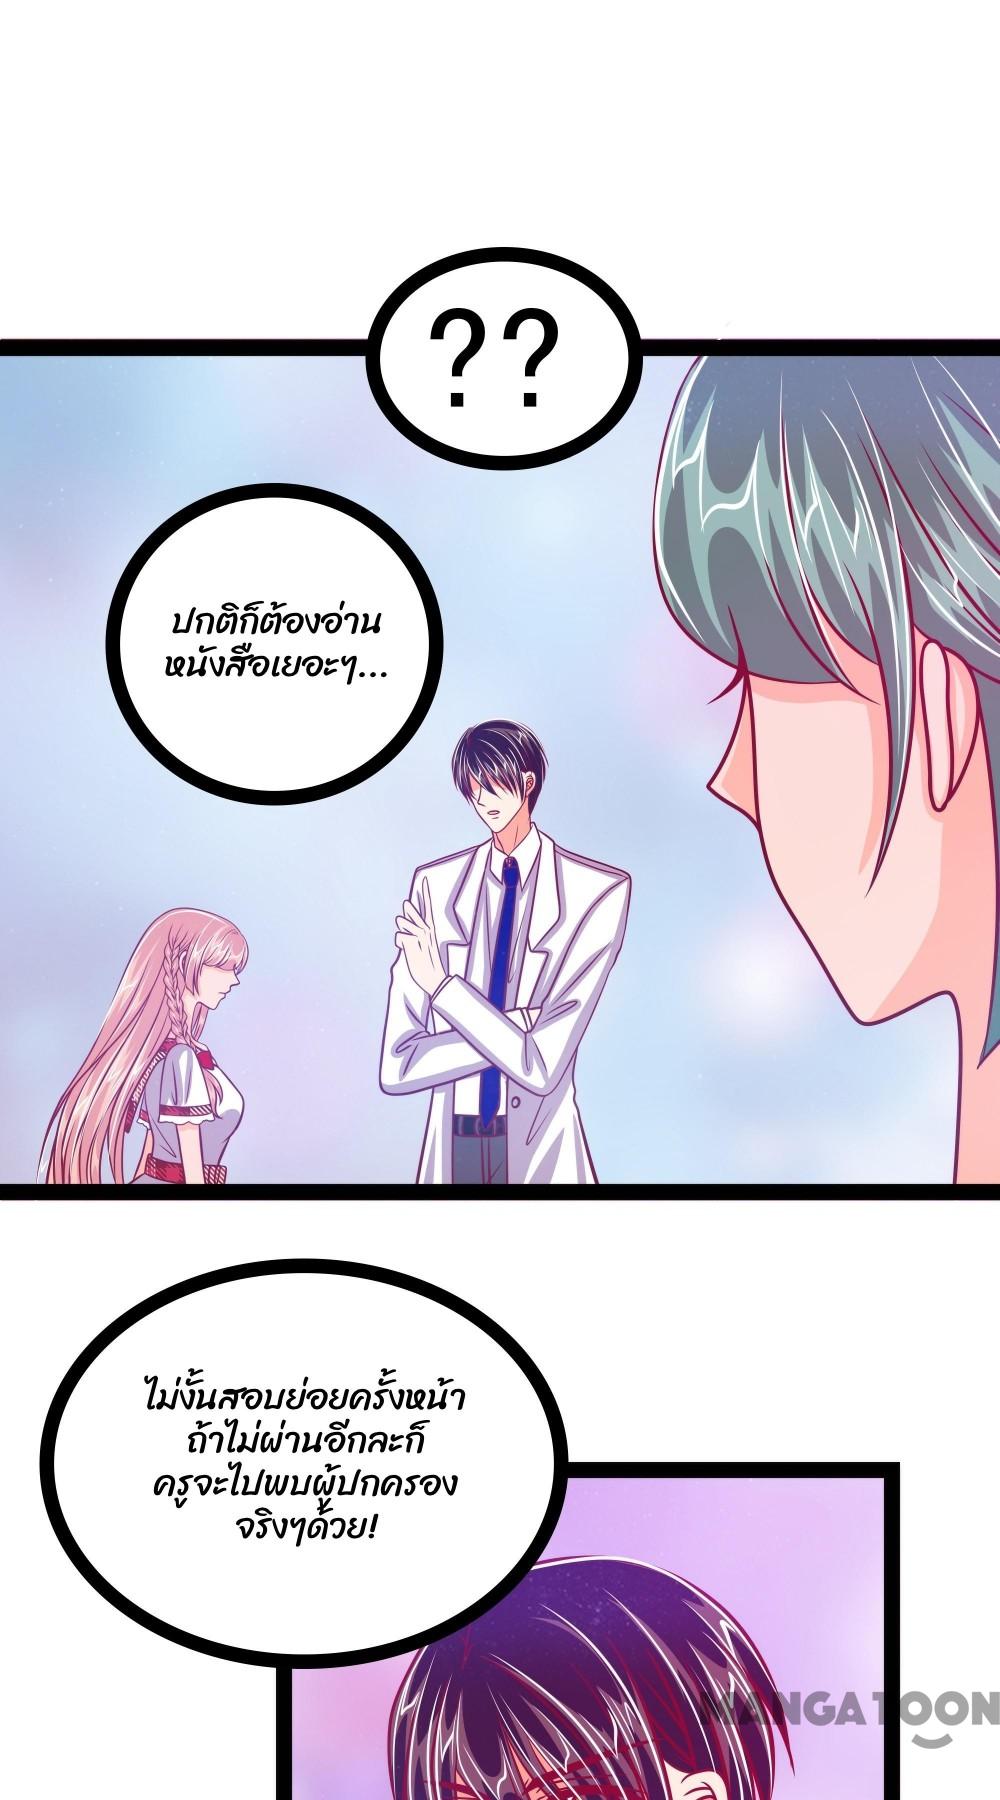 ??
ปกติก็ต้องอ่าน
หนังสือเยอะๆ...
ไม่งั้นสอบย่อยครั้งหน้า
ถ้าไม่ผ่านอีกละก็
ครูจะไปพบผู้ปกครอง
จริงๆด้วย!
MANGATOON